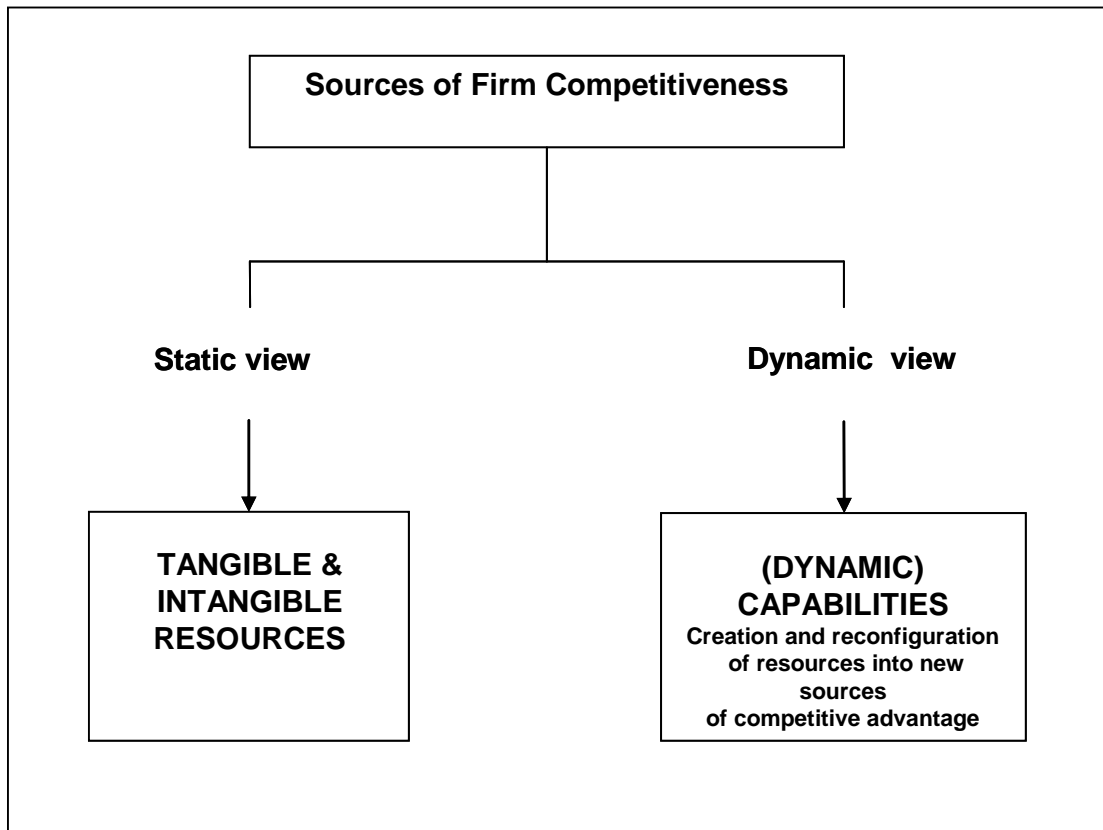 Sources of Firm Competitiveness
Static view
Dynamic view
TANGIBLE &
INTANGIBLE
RESOURCES
(DYNAMIC)
CAPABILITIES
Creation and reconfiguration
of resources into new
sources
of competitive advantage